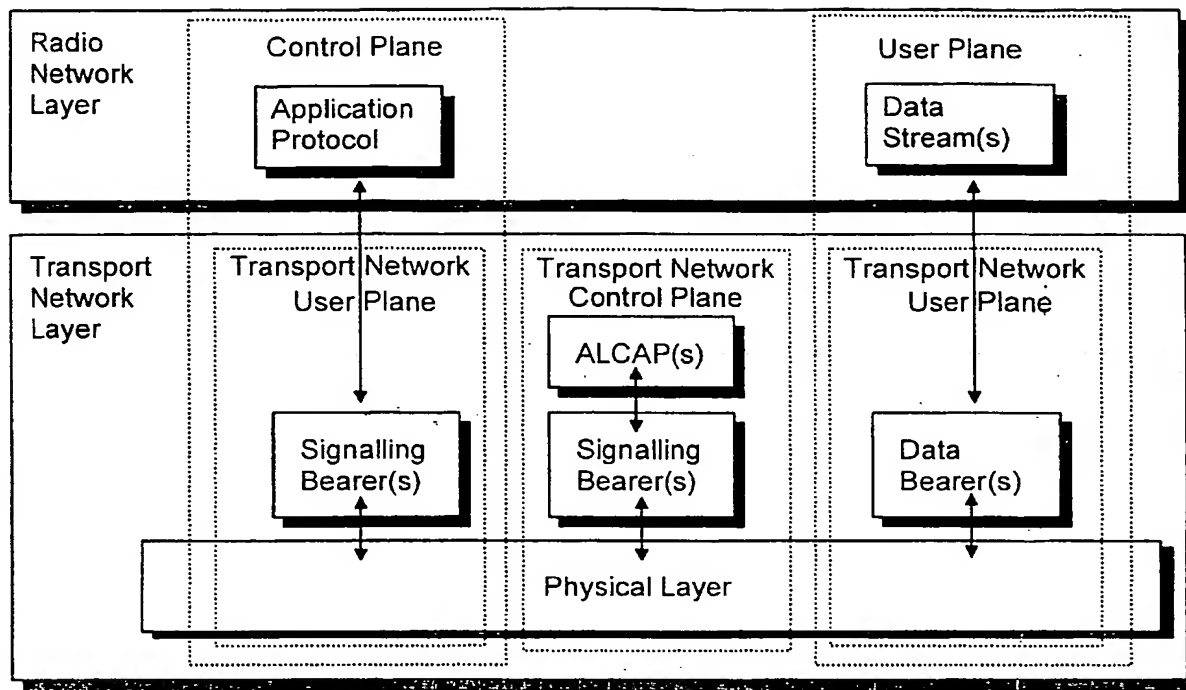 Radio
Network
Layer
Control Plane
Application
Protocol
User Plane
Data
Stream(s)
Transport
Network
Layer
Transport Network
User Plane
Signalling
Bearer(s)
Transport Network
Control Plane
ALCAP(s)
Signalling
Bearer(s)
Transport Network
User Plane
Data
Bearer(s)
Physical Layer